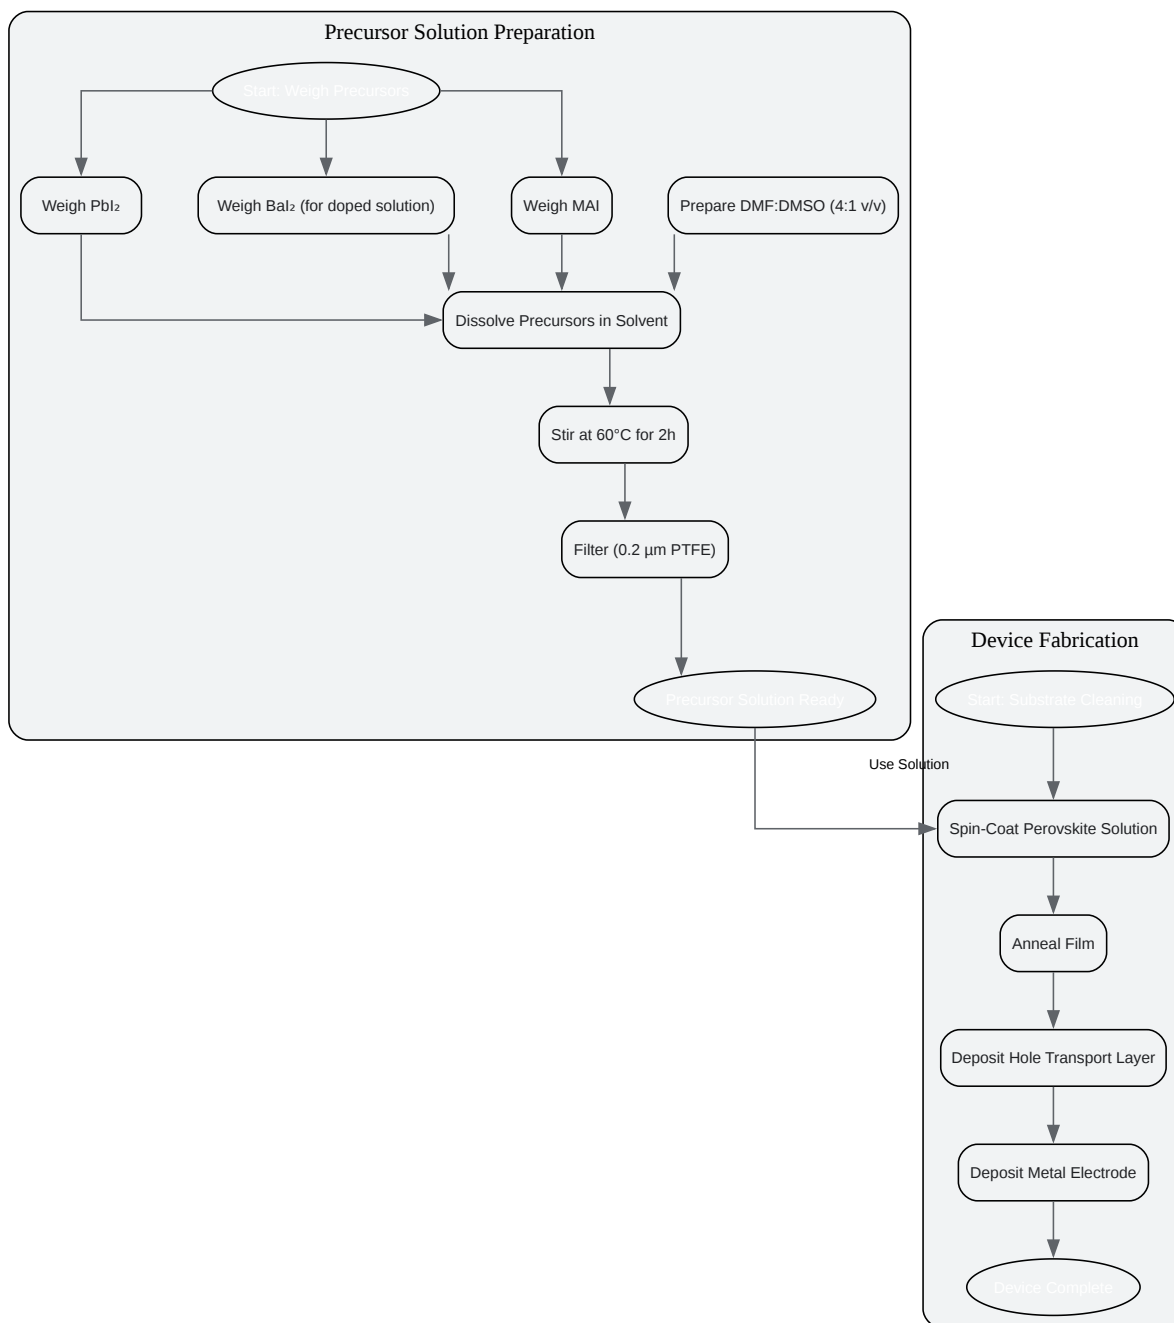 Precursor Solution Preparation
Start: Weigh Precursors
Weigh PbI₂
Weigh BaI₂ (for doped solution)
Weigh MAI
Prepare DMF:DMSO (4:1 v/v)
Dissolve Precursors in Solvent
Stir at 60°C for 2h
Filter (0.2 µm PTFE)
Precursor Solution Ready
Use Solution
Device Fabrication
Start: Substrate Cleaning
Spin-Coat Perovskite Solution
Anneal Film
Deposit Hole Transport Layer
Deposit Metal Electrode
Device Complete